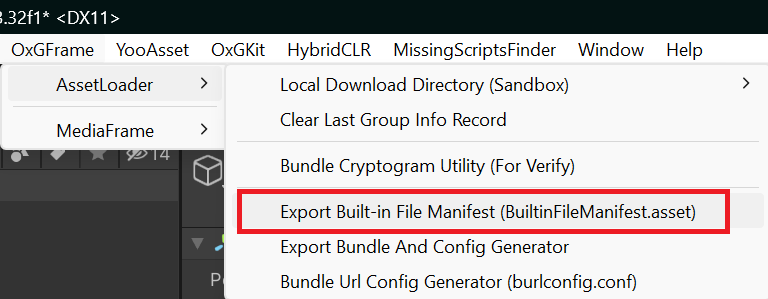 3.32f1* <DX11>
OxGFrame YooAsset OxGKit HybridCLR MissingScriptsFinder Window Help
AssetLoader
MediaFrame
Local Download Directory (Sandbox)
Clear Last Group Info Record
Bundle Cryptogram Utility (For Verify)
Export Built-in File Manifest (BuiltinFileManifest.asset)
Export Bundle And Config Generator
Bundle Url Config Generator (burlconfig.conf)
14